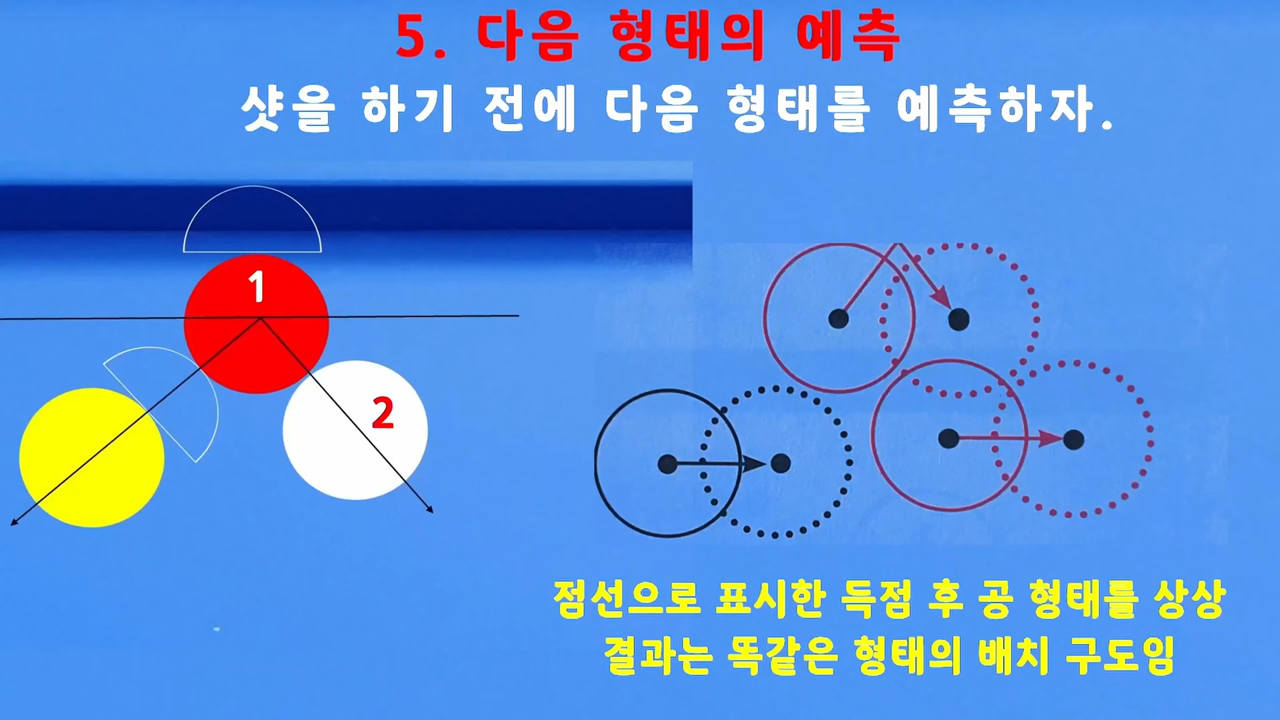 5. 다음 형태의 예측
샷을 하기 전에 다음 형태를 예측하자.
1
2
점선으로 표시한 득점 후 공 형태를 상상
결과는 똑같은 형태의 배치 구도임